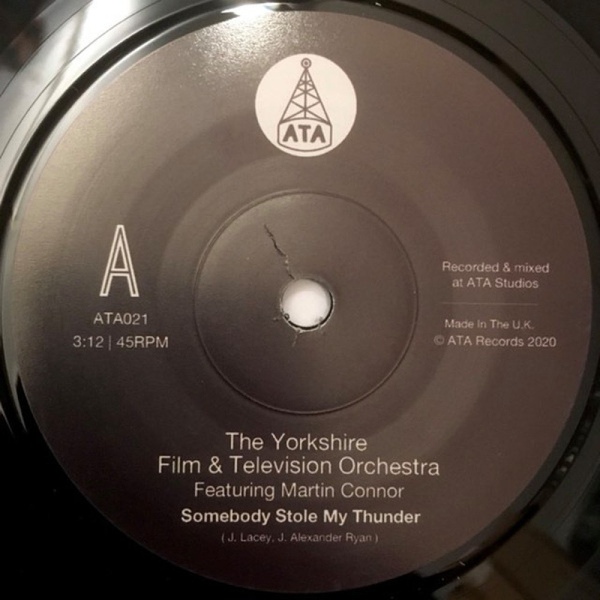 ATA
A
ATA021
3:12 | 45RPM
Recorded & mixed
at ATA Studios
Made In The U.K.
© ATA Records 2020
The Yorkshire
Film & Television Orchestra
Featuring Martin Connor
Somebody Stole My Thunder
( J. Lacey, J. Alexander Ryan )